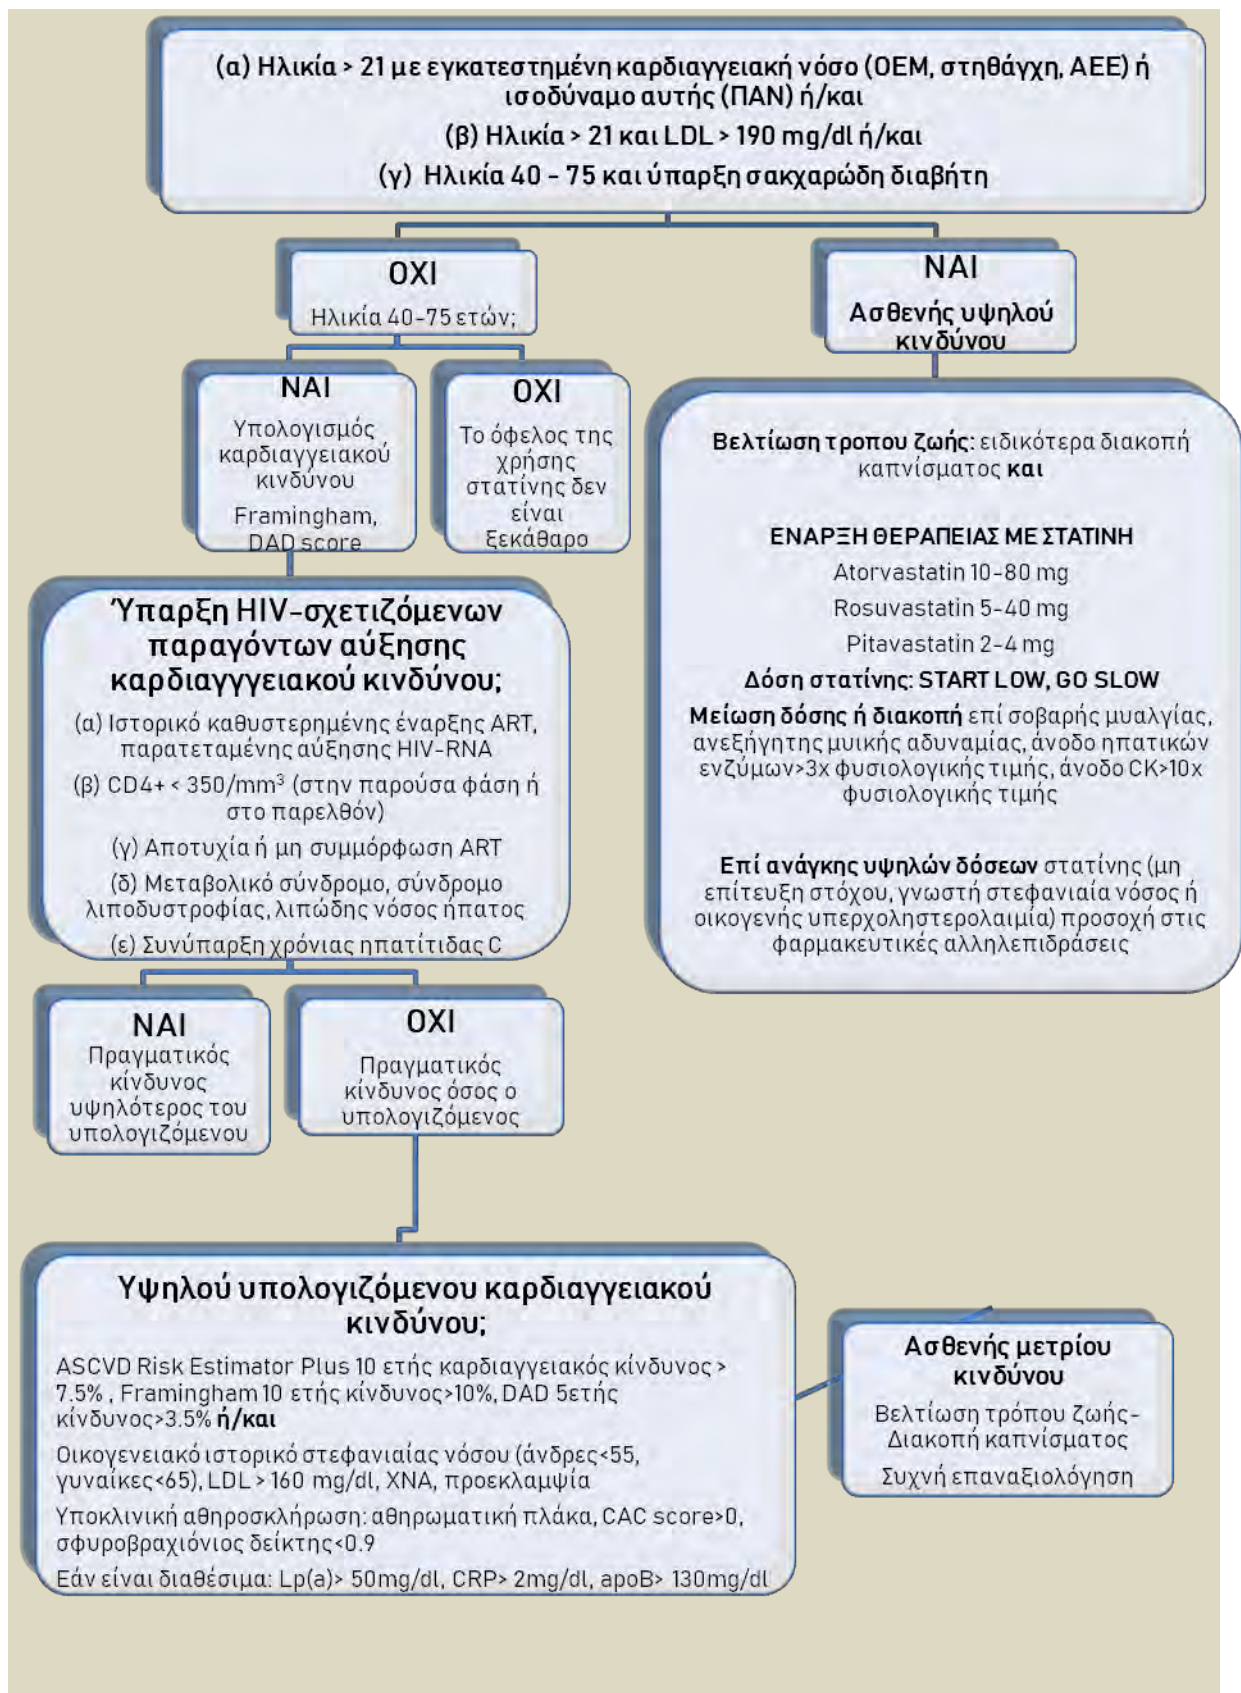 (α) Ηλικία > 21 με εγκατεστημένη καρδιαγγειακή νόσο (ΟΕΜ, στηθάγχη, ΑΕΕ) ή
ισοδύναμο αυτής (ΠΑΝ) ή/και
(β) Ηλικία > 21 και LDL > 190 mg/dl ή/και
(γ) Ηλικία 40 - 75 και ύπαρξη σακχαρώδη διαβήτη
ΟΧΙ
Ηλικία 40-75 ετών;
ΝΑΙ
Ασθενής υψηλού
κινδύνου
ΝΑΙ
Υπολογισμός
καρδιαγγειακού
κινδύνου
Framingham,
DAD score
ΟΧΙ
Το όφελος της
χρήσης
στατίνης δεν
είναι
ξεκάθαρο
Βελτίωση τροπου ζωής: ειδικότερα διακοπή
καπνίσματος και
ΕΝΑΡΞΗ ΘΕΡΑΠΕΙΑΣ ΜΕ ΣΤΑΤΙΝΗ
Atorvastatin 10-80 mg
Rosuvastatin 5-40 mg
Pitavastatin 2-4 mg
Δόση στατίνης: START LOW, GO SLOW
Μείωση δόσης ή διακοπή επί σοβαρής μυαλγίας,
ανεξήγητης μυικής αδυναμίας, άνοδο ηπατικών
ενζύμων>3x φυσιολογικής τιμής, άνοδο CK>10x
φυσιολογικής τιμής
Επί ανάγκης υψηλών δόσεων στατίνης (μη
επίτευξη στόχου, γνωστή στεφανιαία νόσος ή
οικογενής υπερχοληστερολαιμία) προσοχή στις
φαρμακευτικές αλληλεπιδράσεις
Ύπαρξη HIV-σχετιζόμενων
παραγόντων αύξησης
καρδιαγγγειακού κινδύνου;
(α) Ιστορικό καθυστερημένης έναρξης ART,
παρατεταμένης αύξησης HIV-RNA
(β) CD4+ < 350/mm³ (στην παρούσα φάση ή
στο παρελθόν)
(γ) Αποτυχία ή μη συμμόρφωση ART
(δ) Μεταβολικό σύνδρομο, σύνδρομο
λιποδυστροφίας, λιπώδης νόσος ήπατος
(ε) Συνύπαρξη χρόνιας ηπατίτιδας C
ΝΑΙ
Πραγματικός
κίνδυνος
υψηλότερος του
υπολογιζόμενου
ΟΧΙ
Πραγματικός
κίνδυνος όσος ο
υπολογιζόμενος
Υψηλού υπολογιζόμενου καρδιαγγειακού
κινδύνου;
ASCVD Risk Estimator Plus 10 ετής καρδιαγγειακός κίνδυνος >
7.5% , Framingham 10 ετής κίνδυνος>10%, DAD 5ετής
κίνδυνος>3.5% ή/και
Οικογενειακό ιστορικό στεφανιαίας νόσου (άνδρες<55,
γυναίκες<65), LDL > 160 mg/dl, ΧΝΑ, προεκλαμψία
Υποκλινική αθηροσκλήρωση: αθηρωματική πλάκα, CAC score>0,
σφυροβραχιόνιος δείκτης<0.9
Εάν είναι διαθέσιμα: Lp(a)> 50mg/dl, CRP> 2mg/dl, apoB> 130mg/dl
Ασθενής μετρίου
κινδύνου
Βελτίωση τρόπου ζωής-
Διακοπή καπνίσματος
Συχνή επαναξιολόγηση